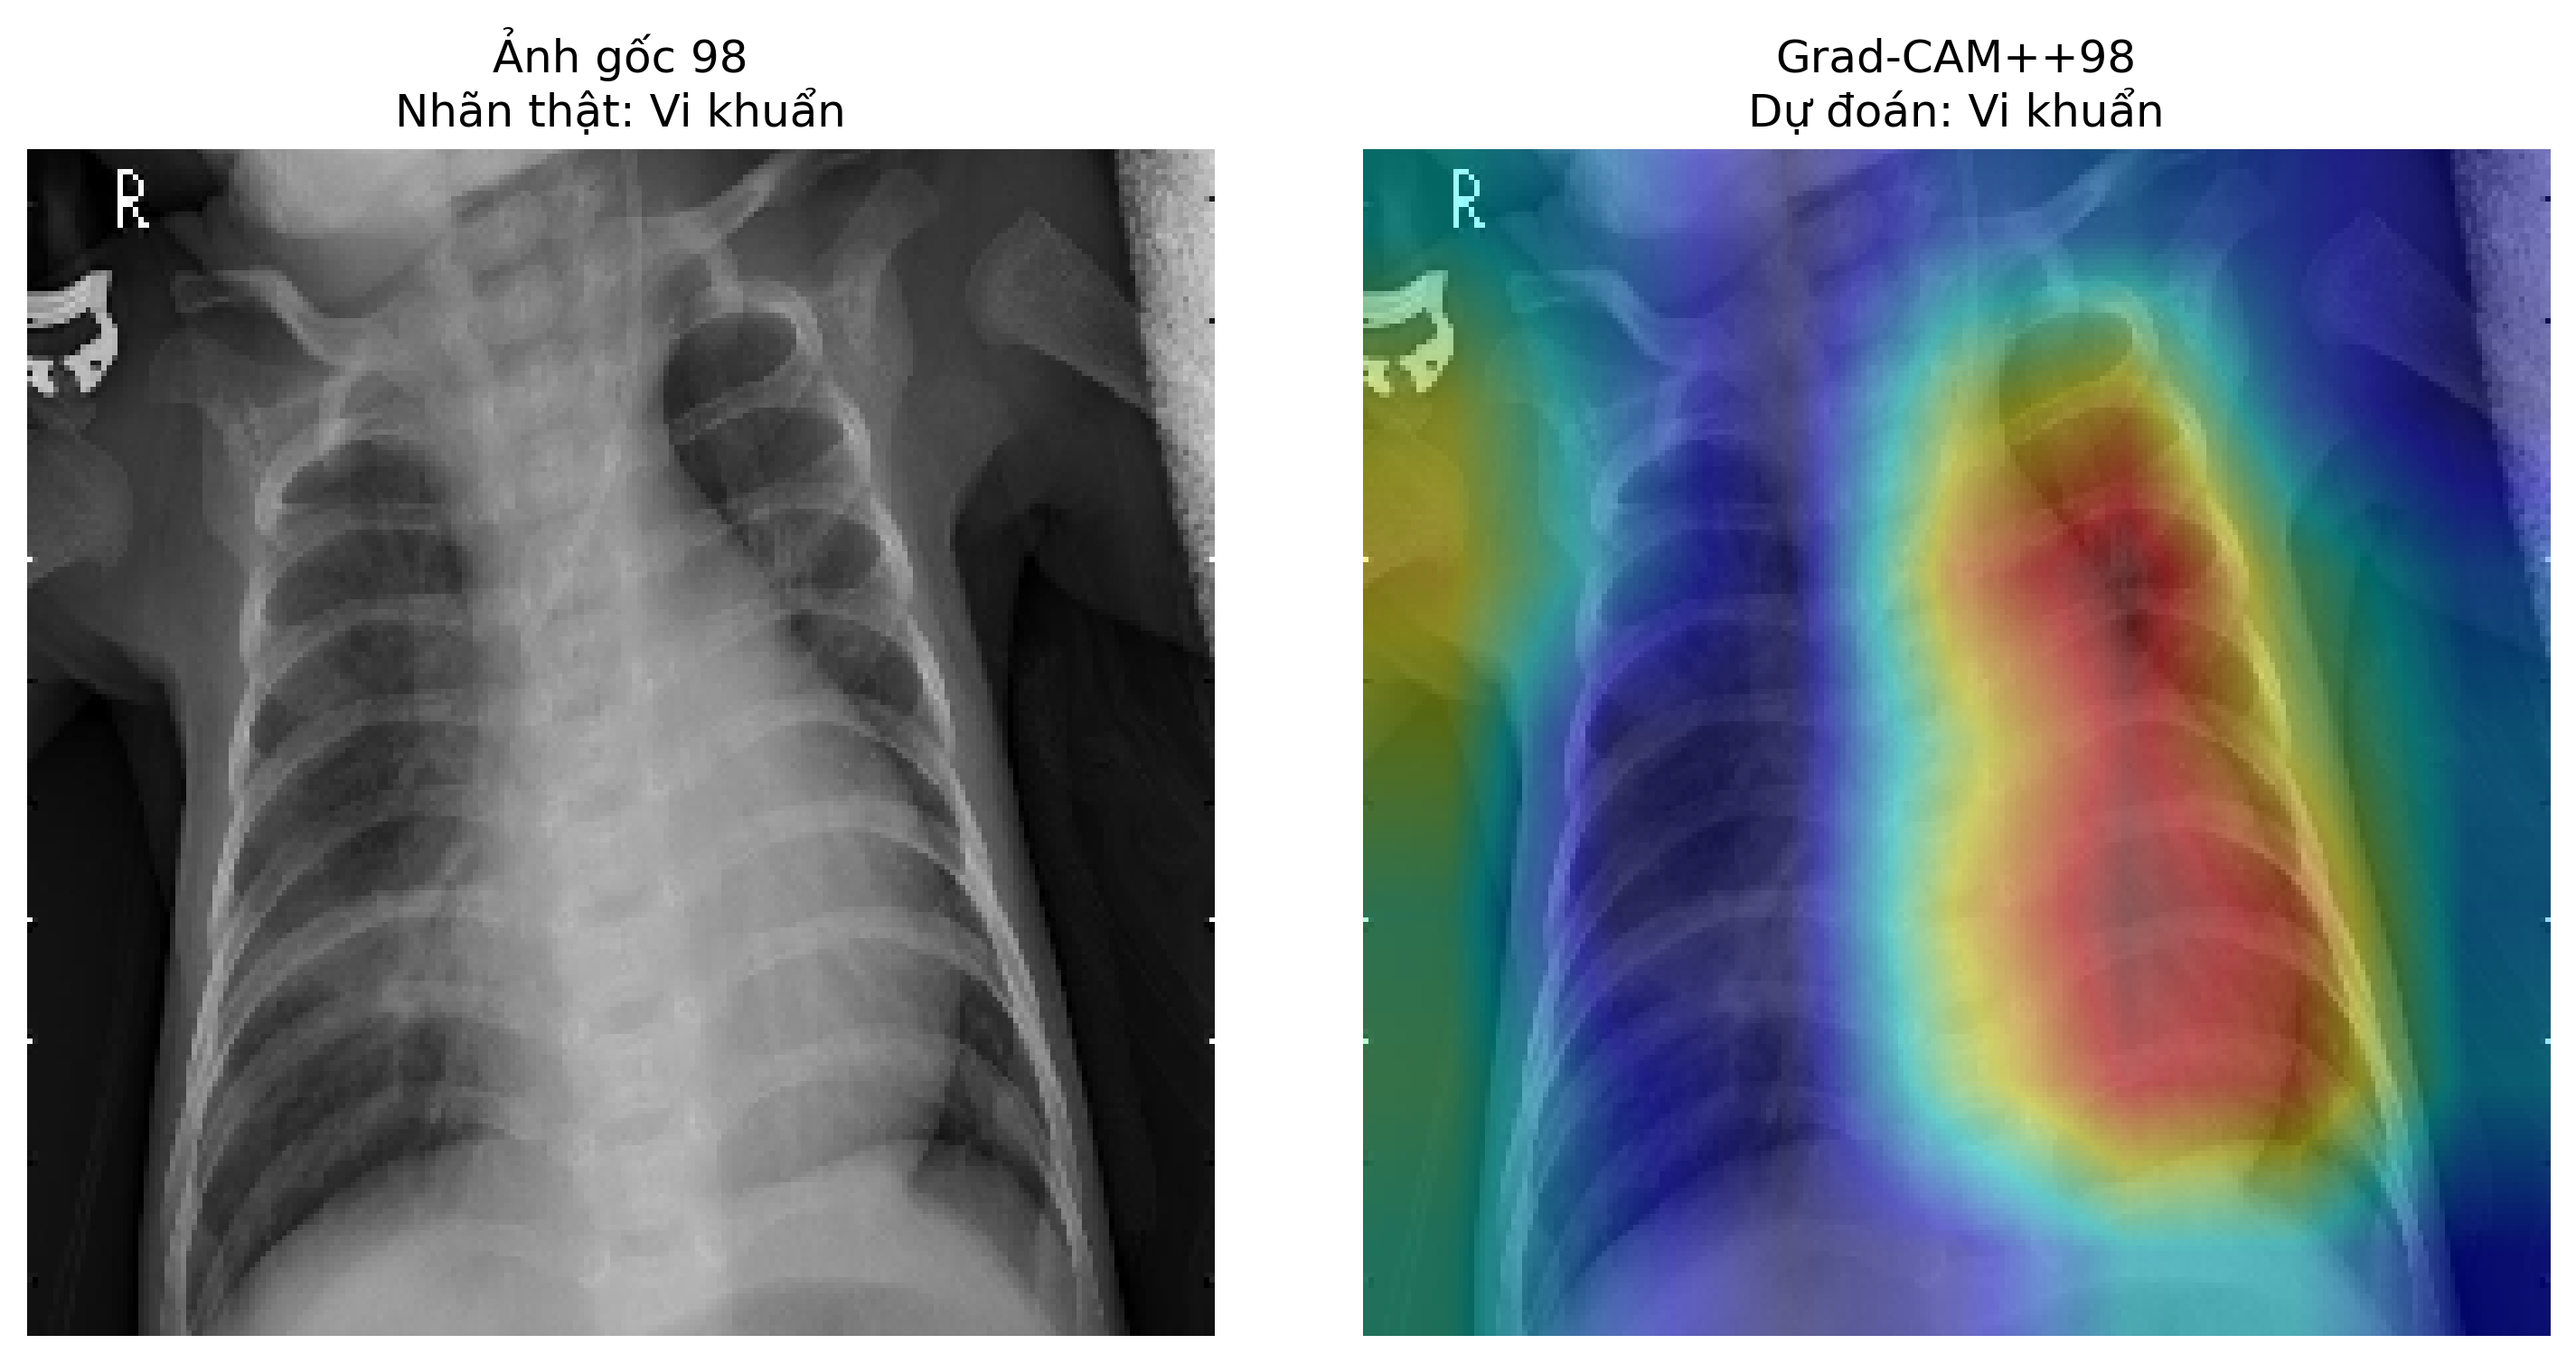 Ảnh gốc 98
Nhãn thật: Vi khuẩn
Grad-CAM++98
Dự đoán: Vi khuẩn
R
R